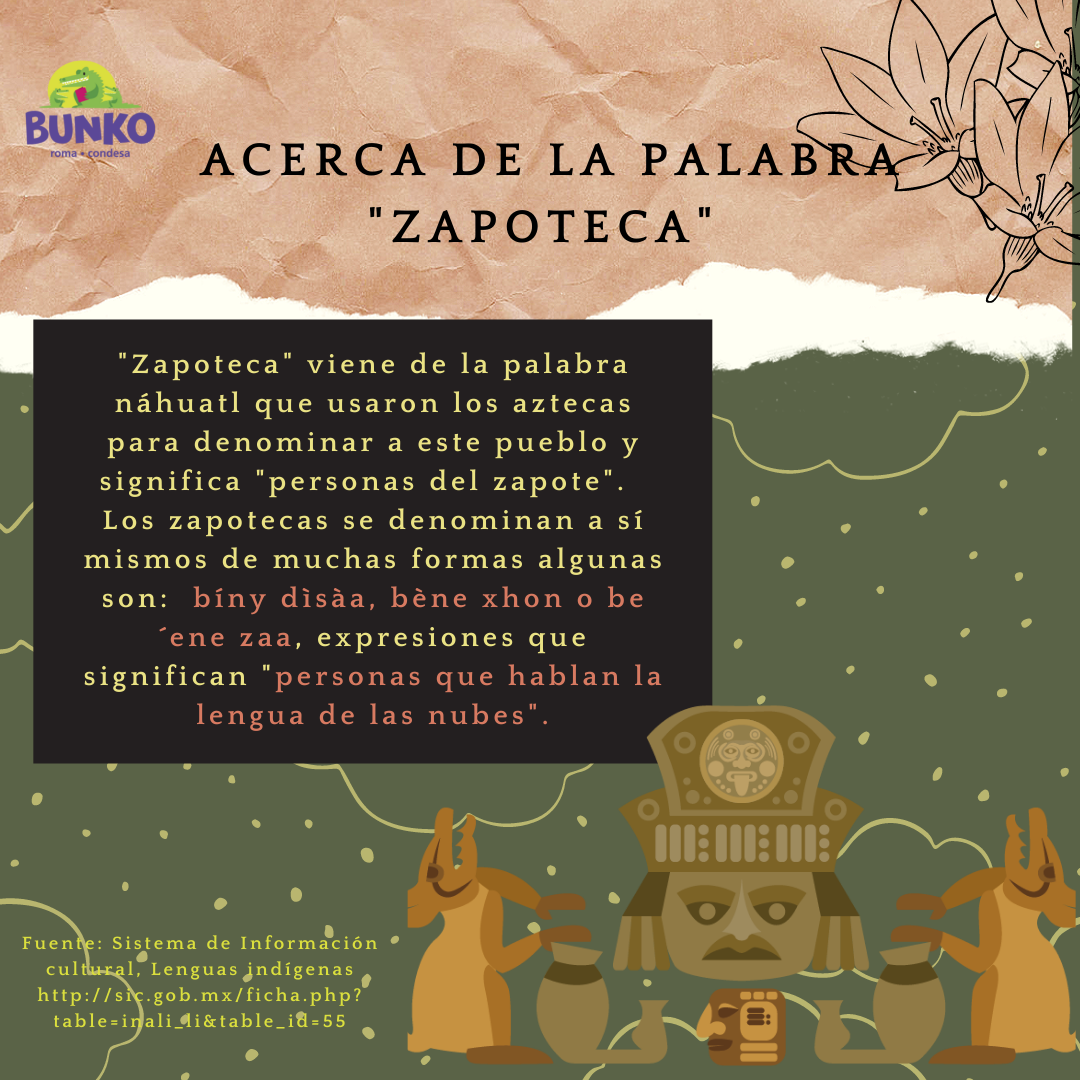 BUNKO
roma • condesa
ACERCA DE LA PALABRA
"ZAPOTECA"
"Zapoteca" viene de la palabra
náhuatl que usaron los aztecas
para denominar a este pueblo y
significa "personas del zapote".
Los zapotecas se denominan a sí
mismos de muchas formas algunas
son: bíny dìsàa, bène xhon o be
´ene zaa, expresiones que
significan "personas que hablan la
lengua de las nubes".
Fuente: Sistema de Información
cultural, Lenguas indígenas
http://sic.gob.mx/ficha.php?
table=inali_li&table_id=55